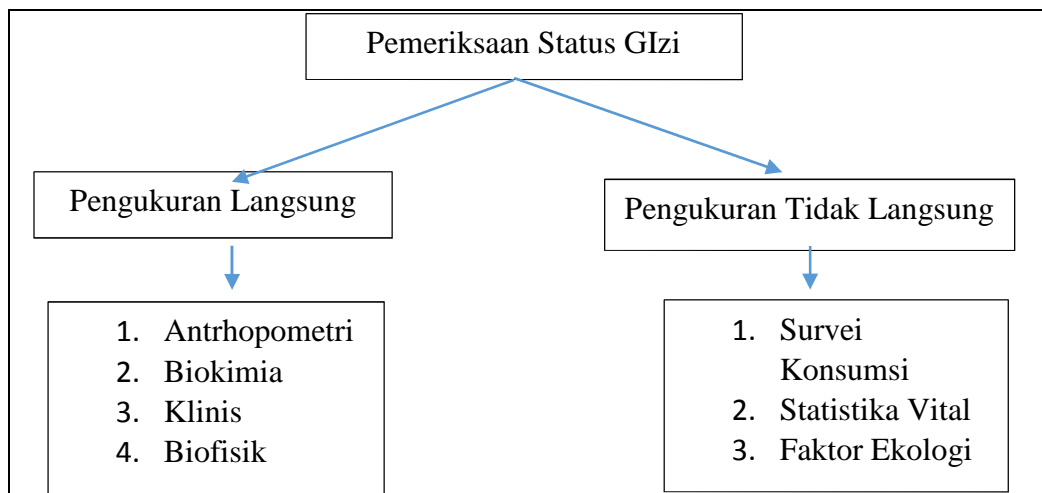 Pemeriksaan Status GIzi
Pengukuran Langsung
Pengukuran Tidak Langsung
1. Antrhopometri
2. Biokimia
3. Klinis
4. Biofisik
1. Survei
Konsumsi
2. Statistika Vital
3. Faktor Ekologi